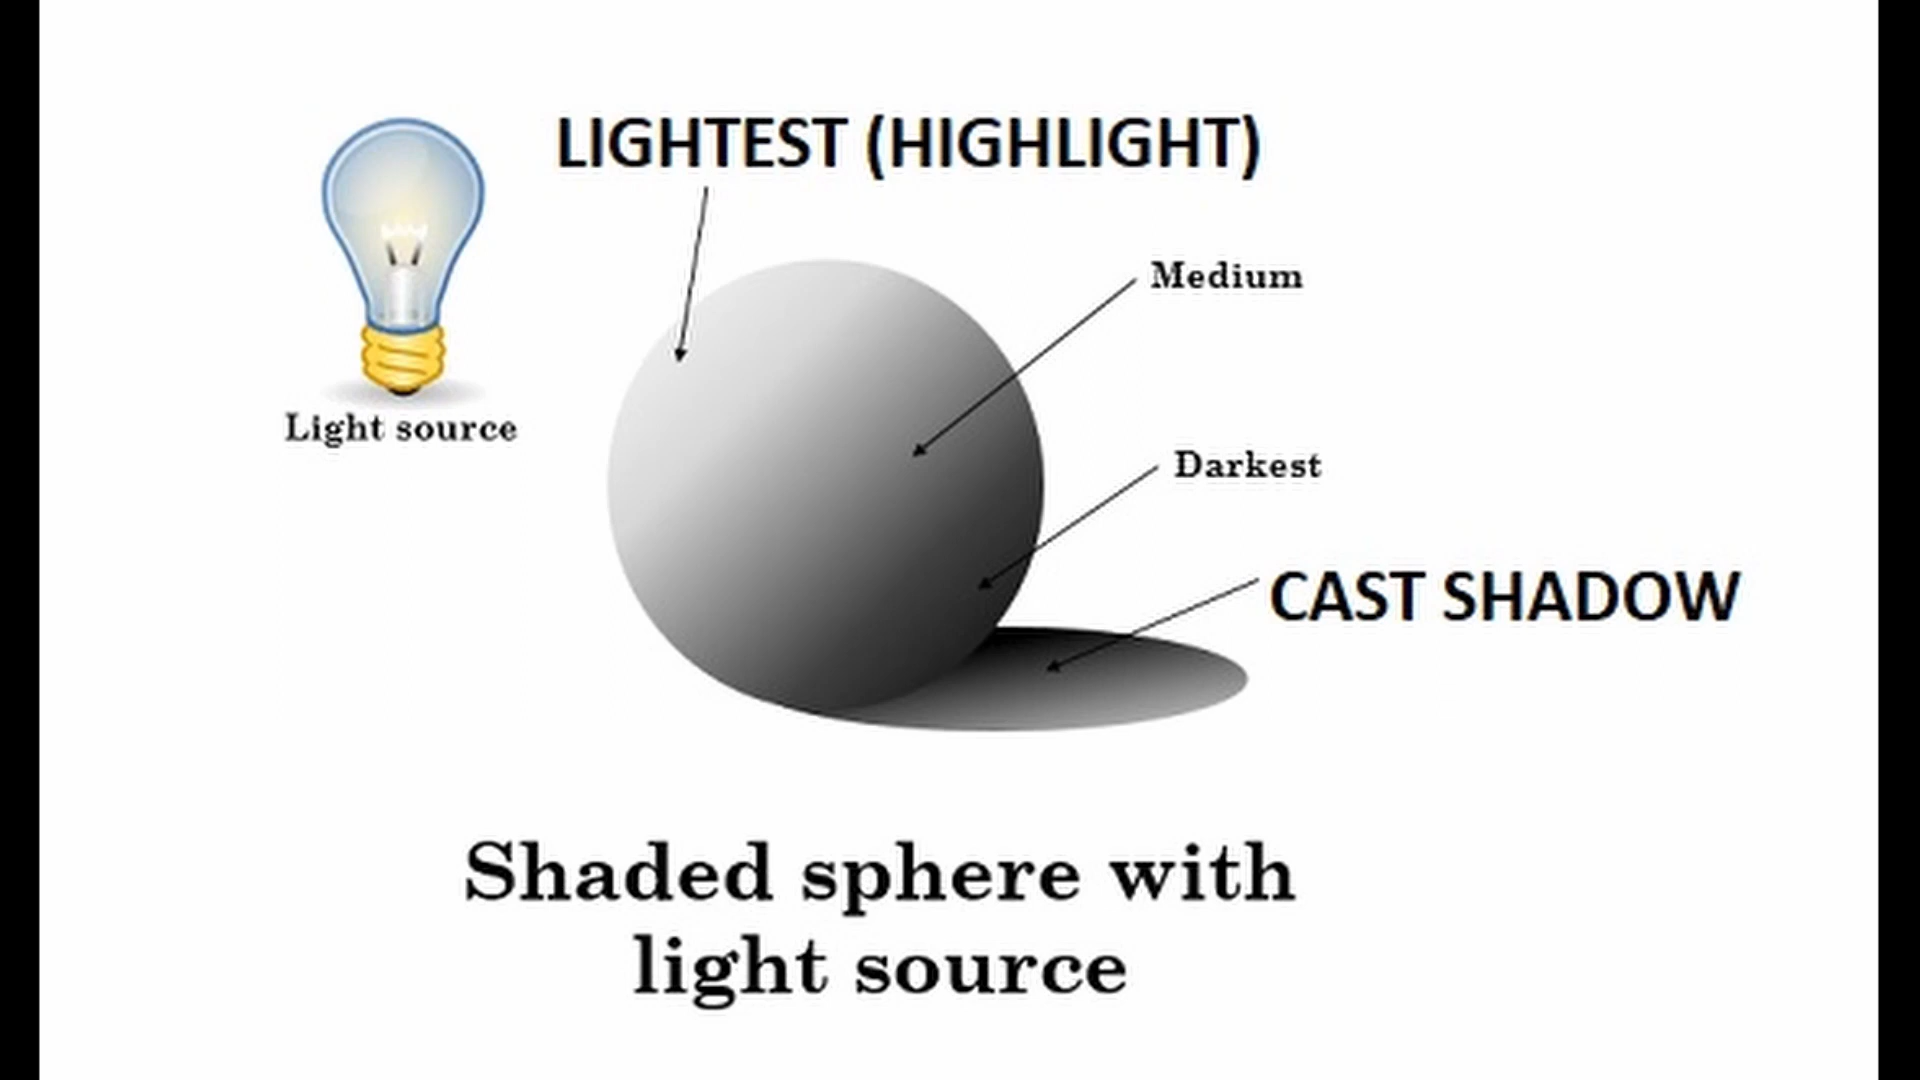 LIGHTEST (HIGHLIGHT)
Medium
Light source
Darkest
CAST SHADOW
Shaded sphere with
light source